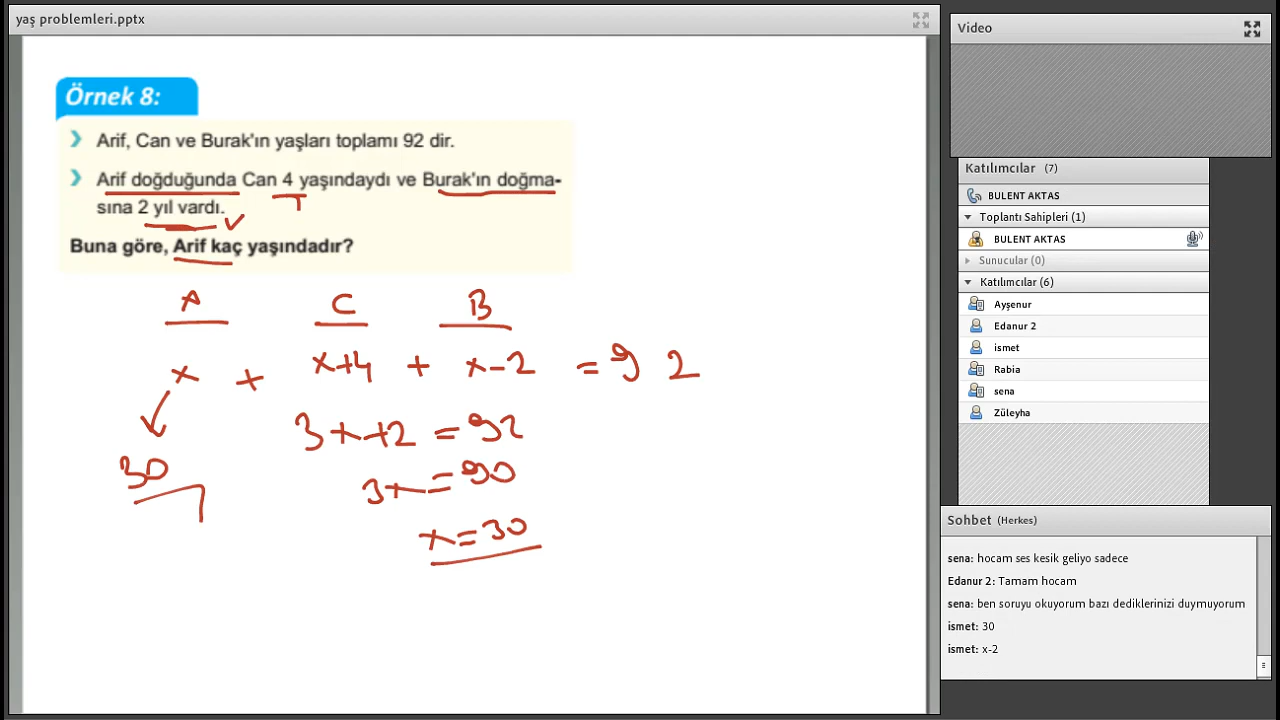 yaş problemleri.pptx
Örnek 8:
Arif, Can ve Burak'ın yaşları toplamı 92 dir.
Arif doğduğunda Can 4 yaşındaydı ve Burak'ın doğma-
sına 2 yıl vardı.
Buna göre, Arif kaç yaşındadır?
A C B
x + x+4 + x-2 = 92
3x+2 = 92
3x = 90
30
x = 30
Video
Katılımcılar (7)
BULENT AKTAS
Toplantı Sahipleri (1)
BULENT AKTAS
Sunucular (0)
Katılımcılar (6)
Ayşenur
Edanur 2
ismet
Rabia
sena
Züleyha
Sohbet (Herkes)
sena: hocam ses kesik geliyo sadece
Edanur 2: Tamam hocam
sena: ben soruyu okuyorum bazı dediklerinizi duymuyorum
ismet: 30
ismet: x-2